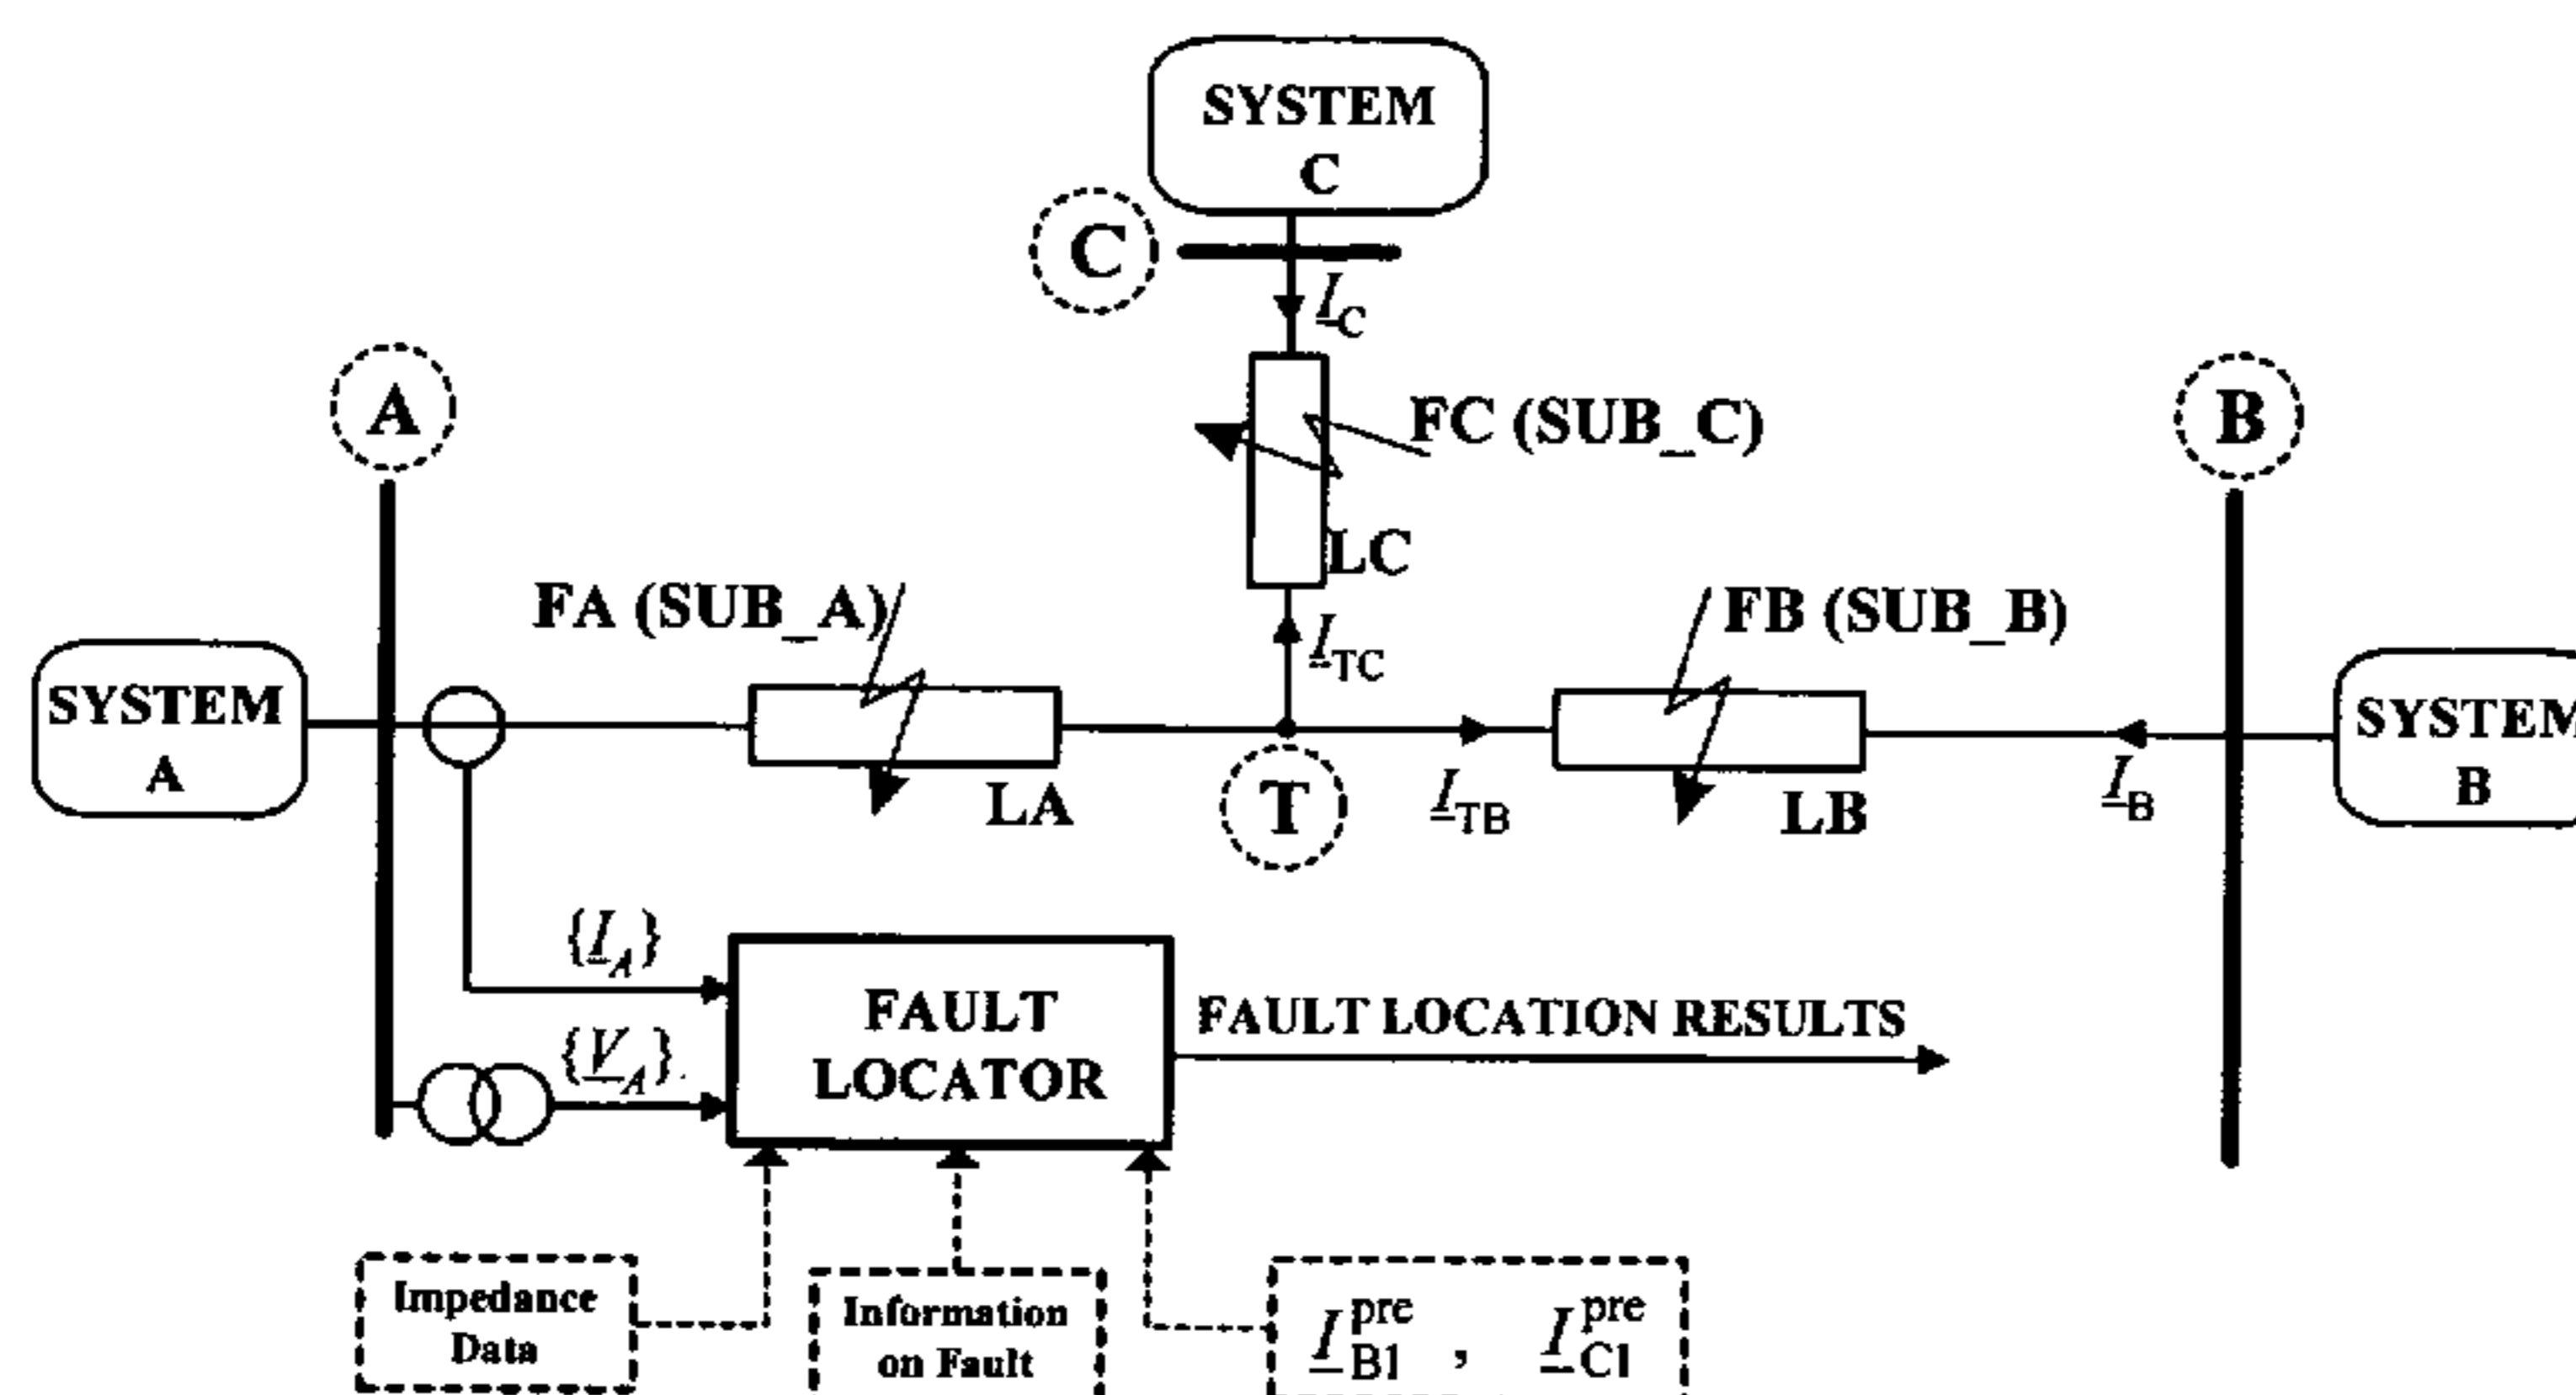 SYSTEM
C
C
I_C
A
B
FC (SUB_C)
LC
FA (SUB_A)
FB (SUB_B)
I_TC
SYSTEM
A
SYSTEM
B
LA
T
I_TB
LB
I_B
{I_A}
{V_A}
FAULT
LOCATOR
FAULT LOCATION RESULTS
Impedance
Data
Information
on Fault
I_B1^pre , I_C1^pre